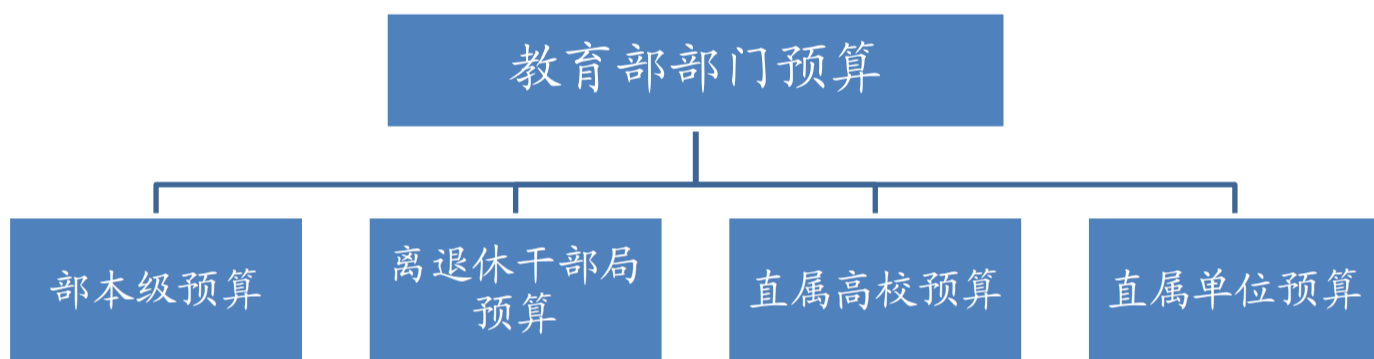 教育部部门预算
部本级预算
离退休干部局
预算
直属高校预算
直属单位预算